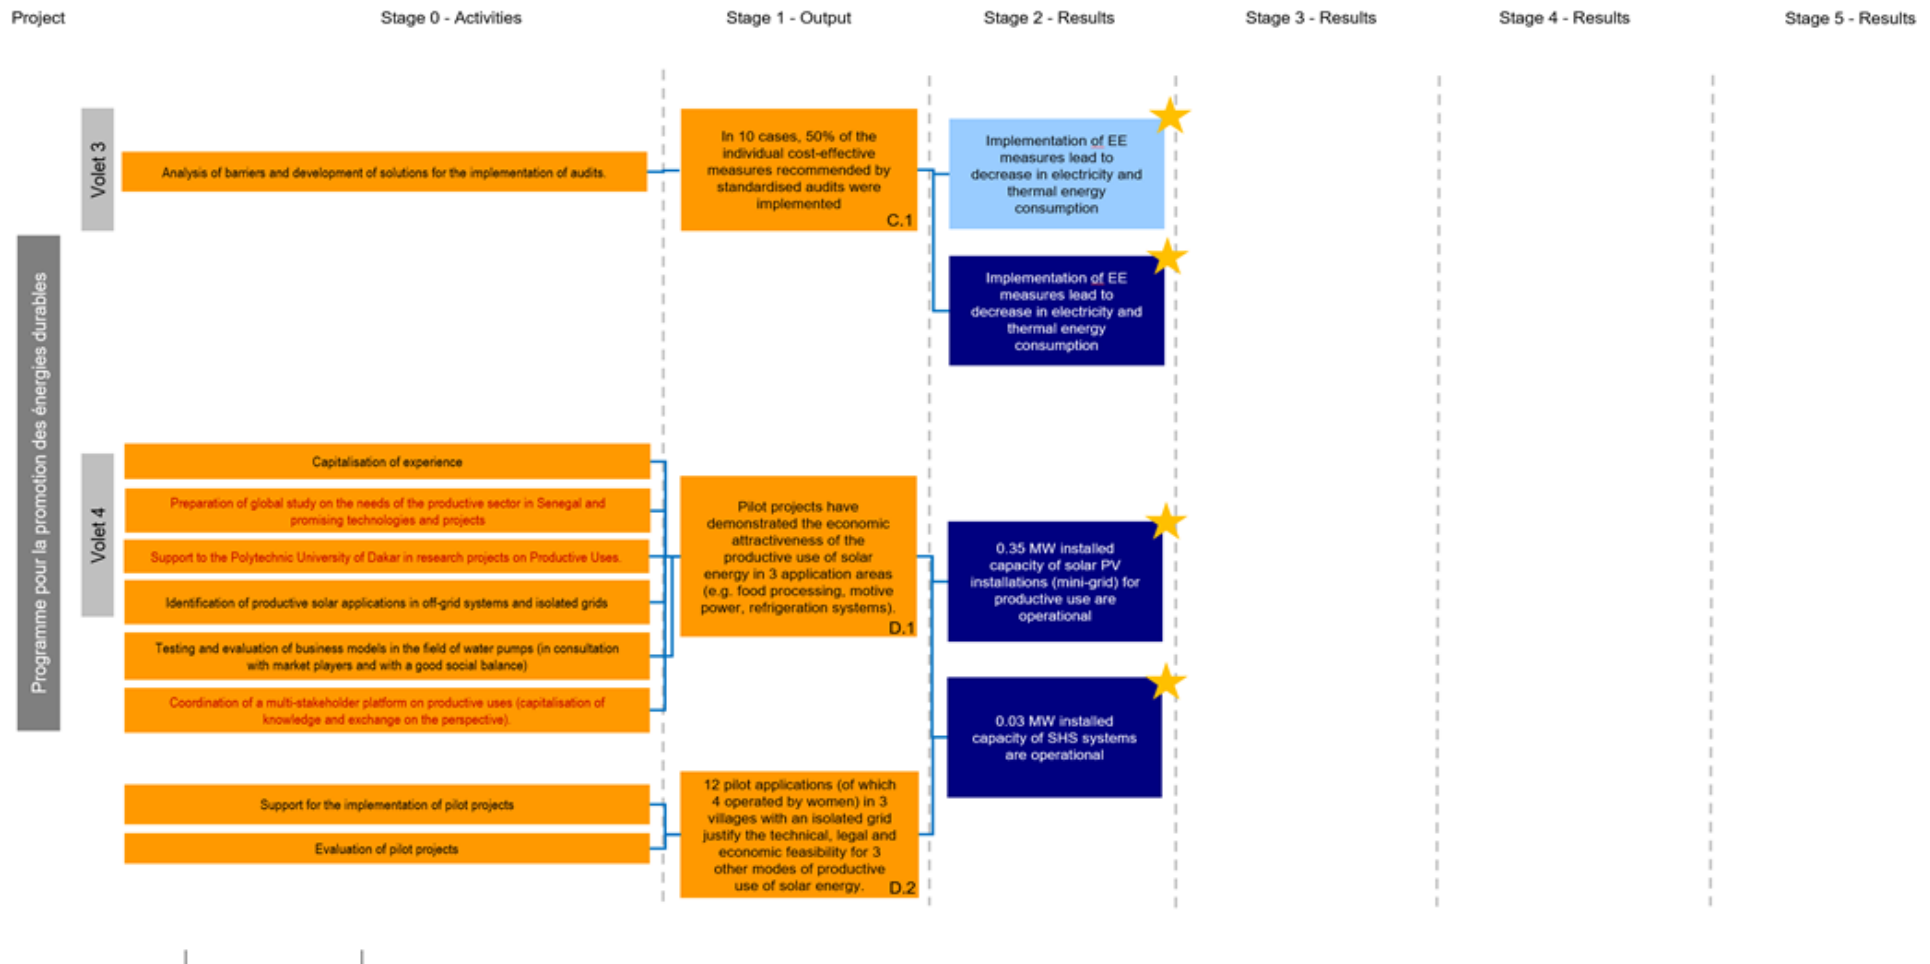 Project
Stage 0 - Activities
Stage 1 - Output
Stage 2 - Results
Stage 3 - Results
Stage 4 - Results
Stage 5 - Results
Programme pour la promotion des énergies durables
Volet 3
Analysis of barriers and development of solutions for the implementation of audits.
In 10 cases, 50% of the
individual cost-effective
measures recommended by
standardised audits were
implemented
C.1
Implementation of EE
measures lead to
decrease in electricity and
thermal energy
consumption
Implementation of EE
measures lead to
decrease in electricity and
thermal energy
consumption
Volet 4
Capitalisation of experience
Preparation of global study on the needs of the productive sector in Senegal and
promising technologies and projects
Support to the Polytechnic University of Dakar in research projects on Productive Uses.
Identification of productive solar applications in off-grid systems and isolated grids
Testing and evaluation of business models in the field of water pumps (in consultation
with market players and with a good social balance)
Coordination of a multi-stakeholder platform on productive uses (capitalisation of
knowledge and exchange on the perspective).
Pilot projects have
demonstrated the economic
attractiveness of the
productive use of solar
energy in 3 application areas
(e.g. food processing, motive
power, refrigeration systems).
D.1
0.35 MW installed
capacity of solar PV
installations (mini-grid) for
productive use are
operational
0.03 MW installed
capacity of SHS systems
are operational
Support for the implementation of pilot projects
Evaluation of pilot projects
12 pilot applications (of which
4 operated by women) in 3
villages with an isolated grid
justify the technical, legal and
economic feasibility for 3
other modes of productive
use of solar energy.
D.2